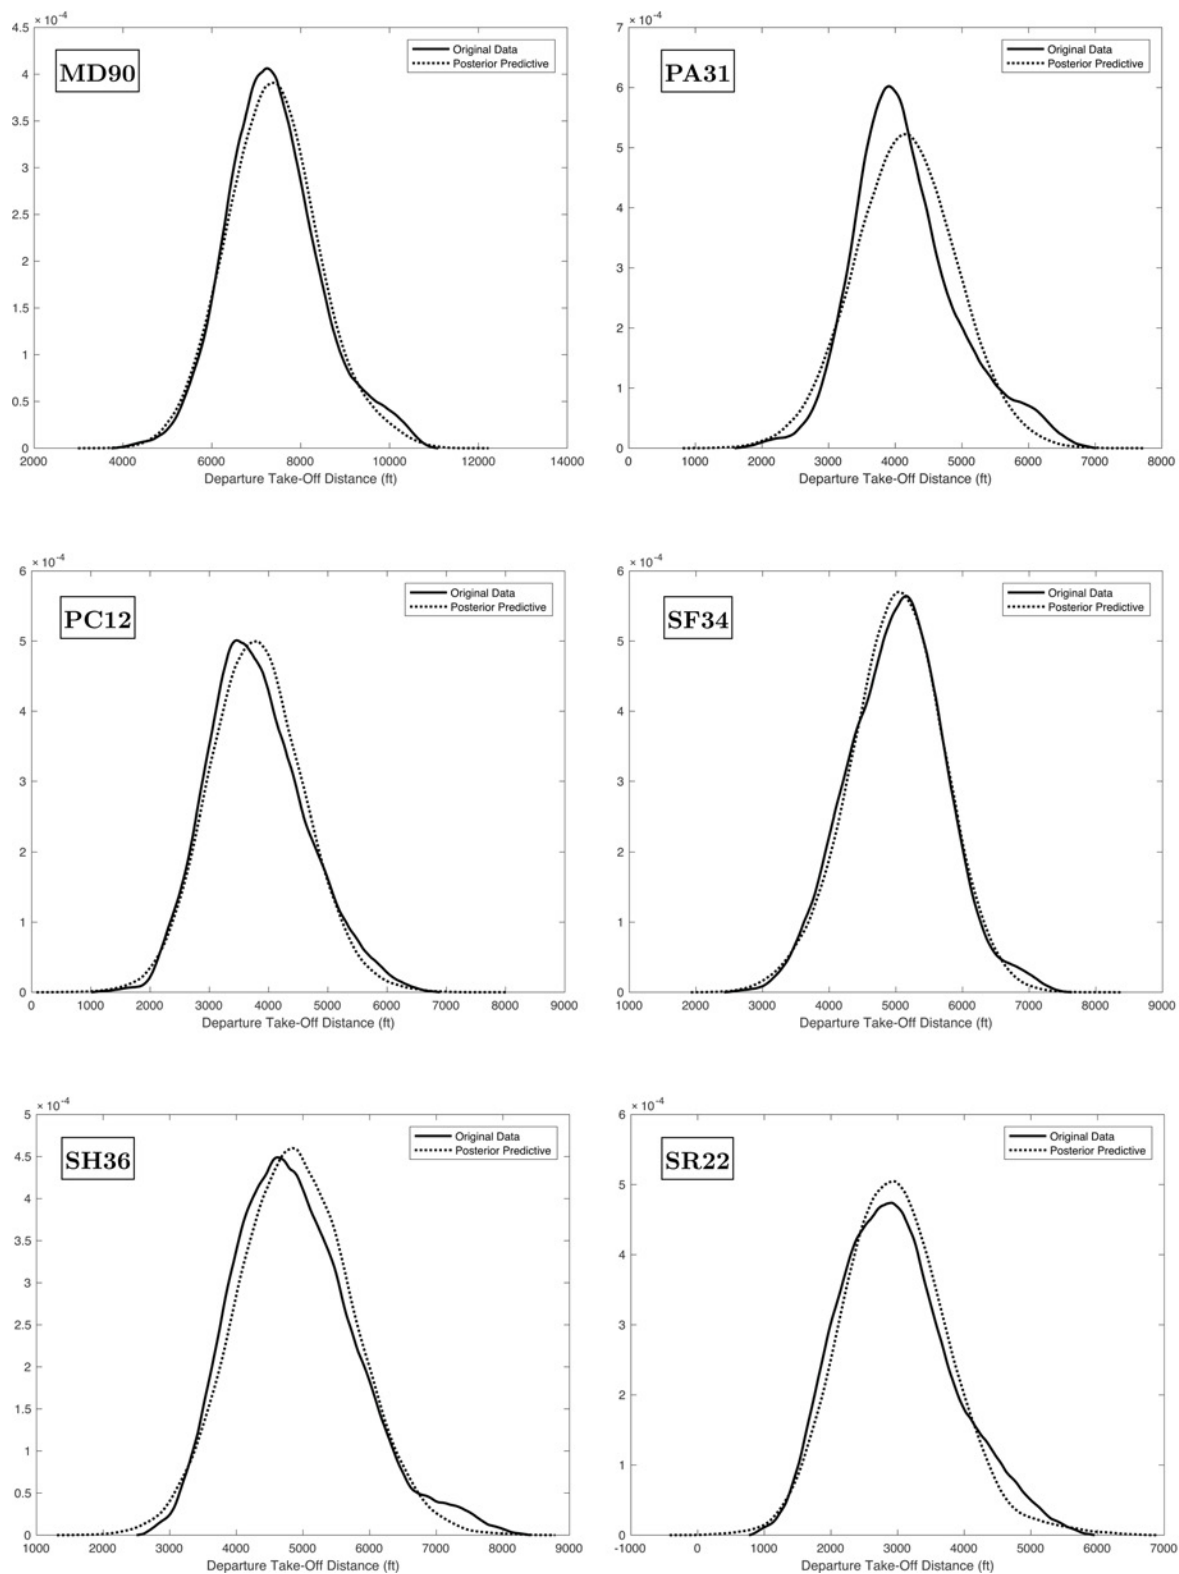 × 10-4
4.5
4
3.5
3
2.5
2
1.5
1
0.5
0
MD90
Original Data
Posterior Predictive
2000 4000 6000 8000 10000 12000 14000
Departure Take-Off Distance (ft)
× 10-4
7
6
5
4
3
2
1
0
PA31
Original Data
Posterior Predictive
0 1000 2000 3000 4000 5000 6000 7000 8000
Departure Take-Off Distance (ft)
× 10-4
6
5
4
3
2
1
0
PC12
Original Data
Posterior Predictive
0 1000 2000 3000 4000 5000 6000 7000 8000 9000
Departure Take-Off Distance (ft)
× 10-4
6
5
4
3
2
1
0
SF34
Original Data
Posterior Predictive
1000 2000 3000 4000 5000 6000 7000 8000 9000
Departure Take-Off Distance (ft)
× 10-4
5
4.5
4
3.5
3
2.5
2
1.5
1
0.5
0
SH36
Original Data
Posterior Predictive
1000 2000 3000 4000 5000 6000 7000 8000 9000
Departure Take-Off Distance (ft)
× 10-4
6
5
4
3
2
1
0
SR22
Original Data
Posterior Predictive
-1000 0 1000 2000 3000 4000 5000 6000 7000
Departure Take-Off Distance (ft)